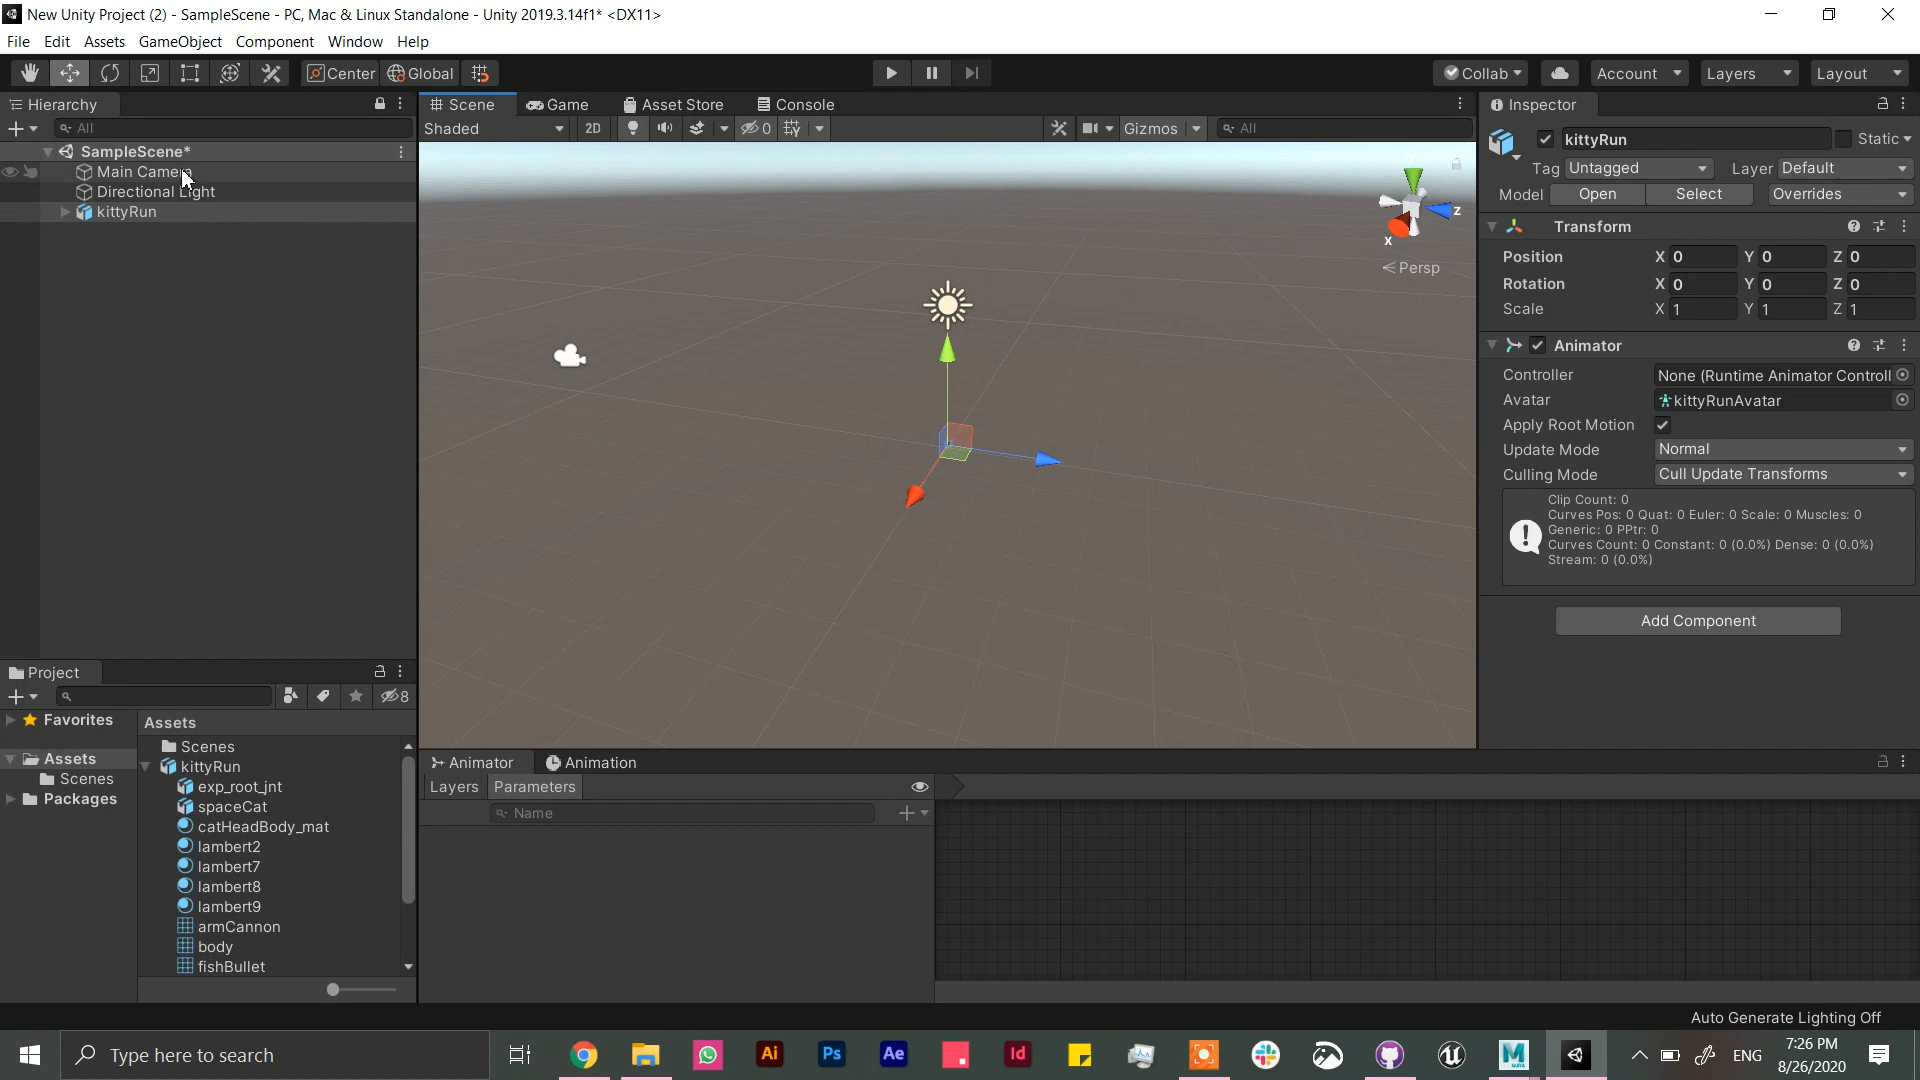 New Unity Project (2) - SampleScene - PC, Mac & Linux Standalone - Unity 2019.3.14f1* <DX11>
File Edit Assets GameObject Component Window Help
Center Global Collab Account Layers Layout
Hierarchy
All
SampleScene*
Main Camera
Directional Light
kittyRun
Scene Game Asset Store Console
Shaded 2D 0 Gizmos All
y
z
x
Persp
Inspector
kittyRun Static
Tag Untagged Layer Default
Model Open Select Overrides
Transform
Position X 0 Y 0 Z 0
Rotation X 0 Y 0 Z 0
Scale X 1 Y 1 Z 1
Animator
Controller None (Runtime Animator Controll
Avatar kittyRunAvatar
Apply Root Motion
Update Mode Normal
Culling Mode Cull Update Transforms
Clip Count: 0
Curves Pos: 0 Quat: 0 Euler: 0 Scale: 0 Muscles: 0
Generic: 0 PPtr: 0
Curves Count: 0 Constant: 0 (0.0%) Dense: 0 (0.0%)
Stream: 0 (0.0%)
Add Component
Project
8
Favorites
Assets
Scenes
Packages
Assets
Scenes
kittyRun
exp_root_jnt
spaceCat
catHeadBody_mat
lambert2
lambert7
lambert8
lambert9
armCannon
body
fishBullet
Animator Animation
Layers Parameters
Name
Auto Generate Lighting Off
Type here to search
Ai Ps Ae Id
ENG
7:26 PM
8/26/2020